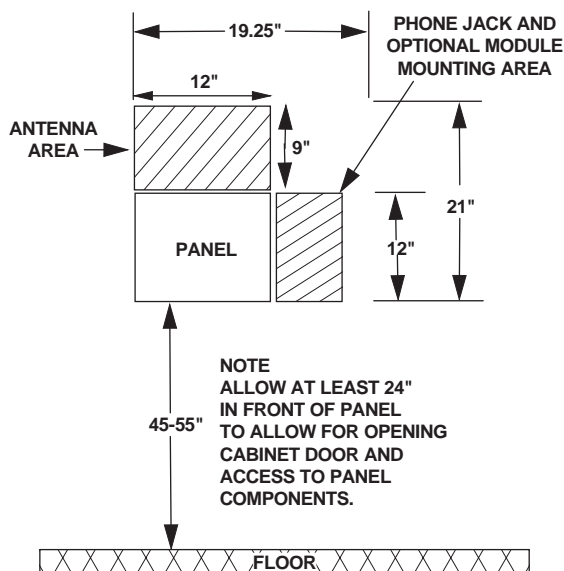 19.25"
PHONE JACK AND
OPTIONAL MODULE
MOUNTING AREA
12"
ANTENNA
AREA
9"
21"
PANEL
12"
NOTE
ALLOW AT LEAST 24"
IN FRONT OF PANEL
TO ALLOW FOR OPENING
CABINET DOOR AND
ACCESS TO PANEL
COMPONENTS.
45-55"
FLOOR